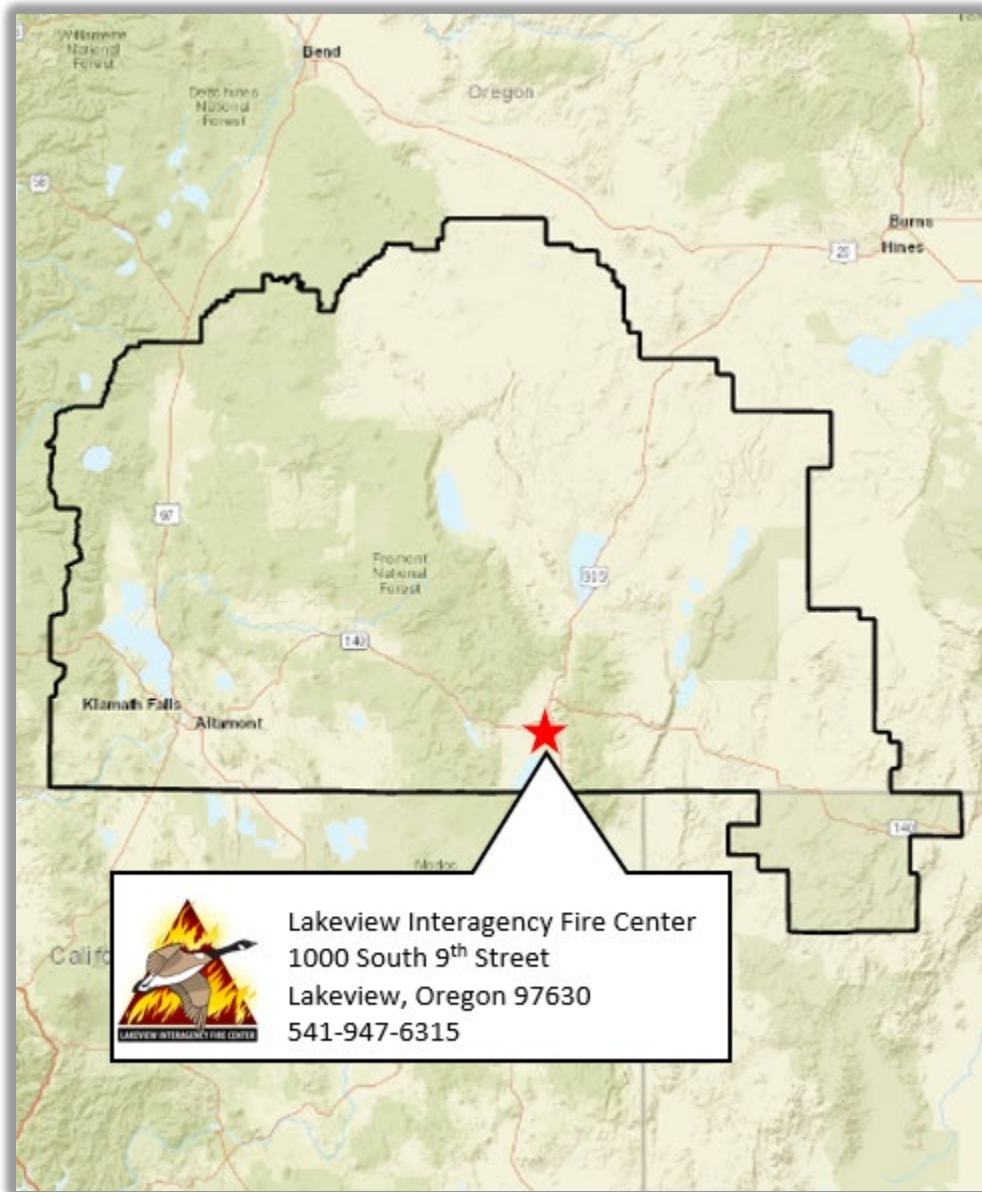 Willamette
National
Forest
Bend
Deschutes
National
Forest
Oregon
58
Burns
Hines
20
97
Fremont
National
Forest
395
140
Klamath Falls
Altamont
140
Modoc
Califo
Lakeview Interagency Fire Center
1000 South 9th Street
Lakeview, Oregon 97630
541-947-6315
LAKEVIEW INTERAGENCY FIRE CENTER